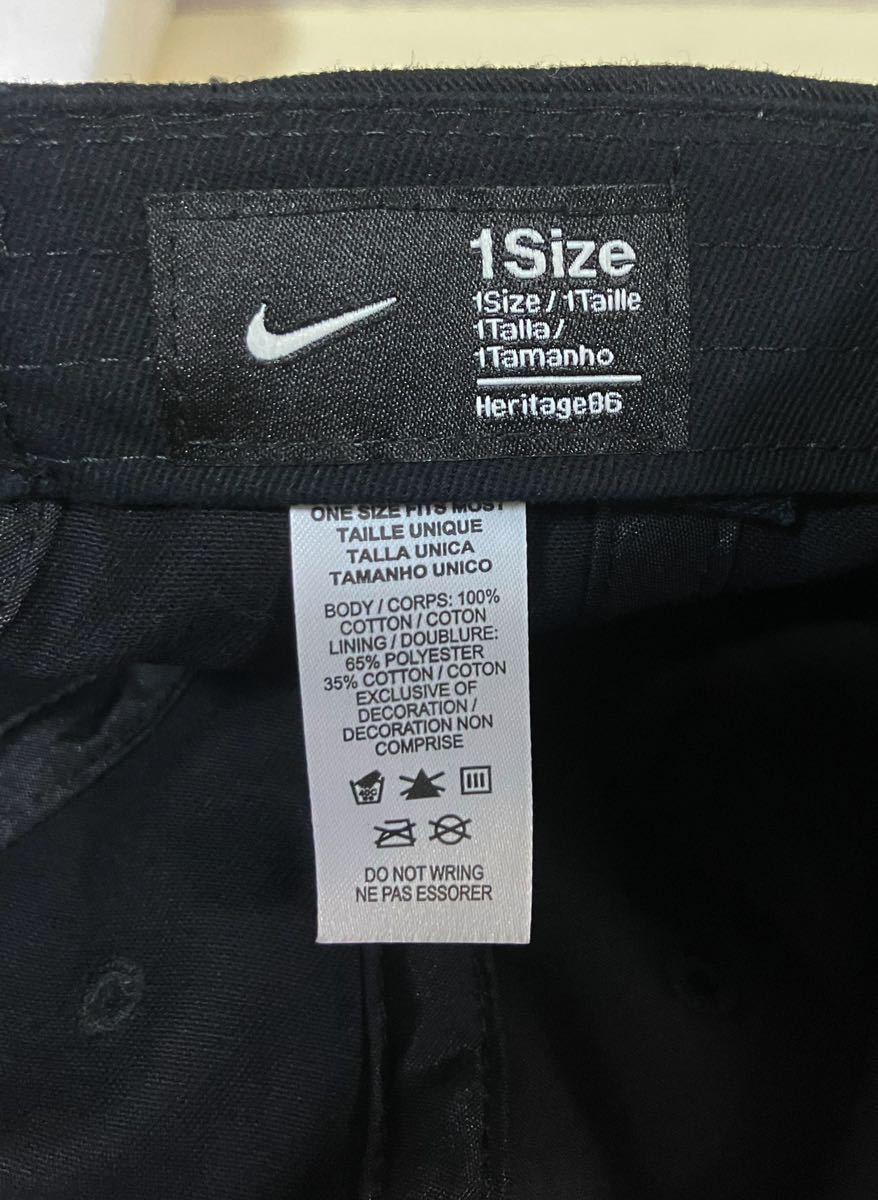 1Size
1Size / 1Taille
1Talla /
1Tamanho
Heritage86
ONE SIZE FITS MOST
TAILLE UNIQUE
TALLA UNICA
TAMANHO UNICO
BODY / CORPS: 100%
COTTON / COTON
LINING / DOUBLURE:
65% POLYESTER
35% COTTON / COTON
EXCLUSIVE OF
DECORATION /
DECORATION NON
COMPRISE
40C
DO NOT WRING
NE PAS ESSORER